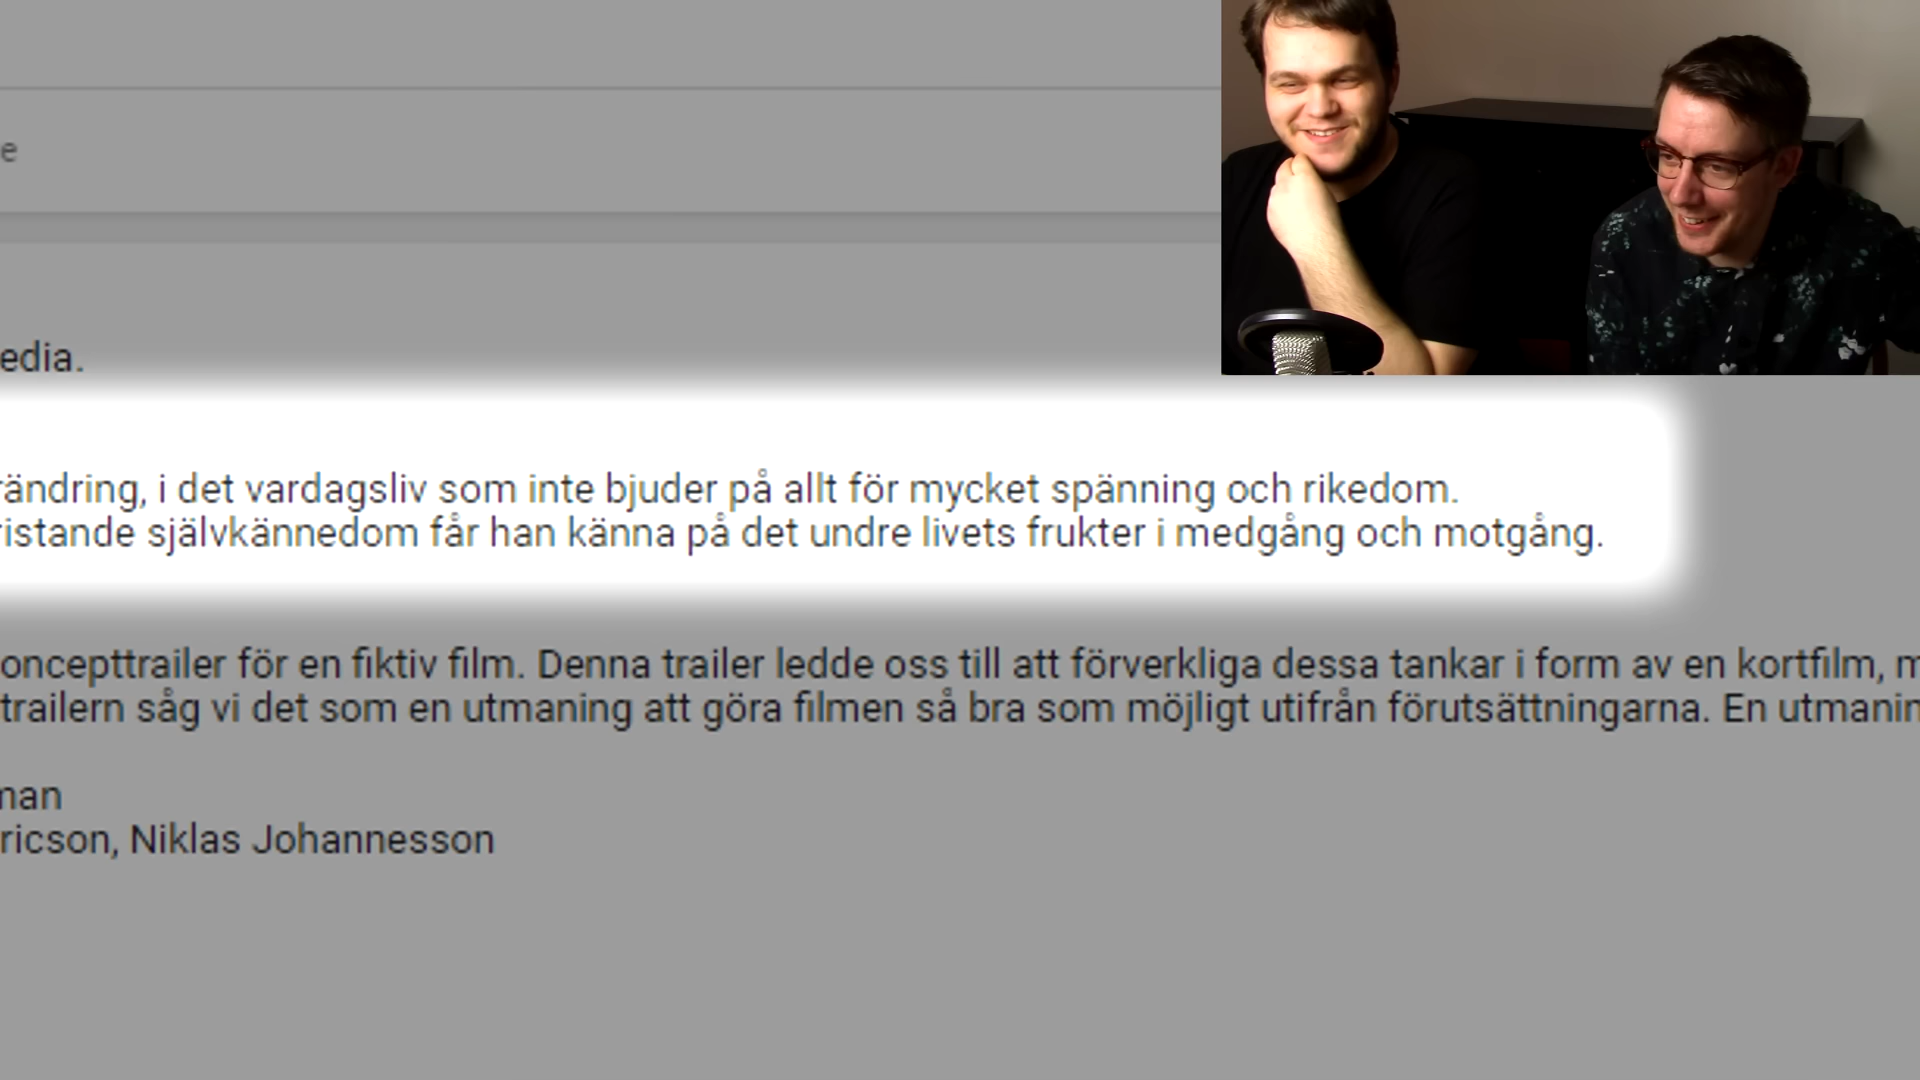 e
edia.
rändring, i det vardagsliv som inte bjuder på allt för mycket spänning och rikedom.
ristande självkännedom får han känna på det undre livets frukter i medgång och motgång.
oncepttrailer för en fiktiv film. Denna trailer ledde oss till att förverkliga dessa tankar i form av en kortfilm, m
trailern såg vi det som en utmaning att göra filmen så bra som möjligt utifrån förutsättningarna. En utmanin
man
ricson, Niklas Johannesson